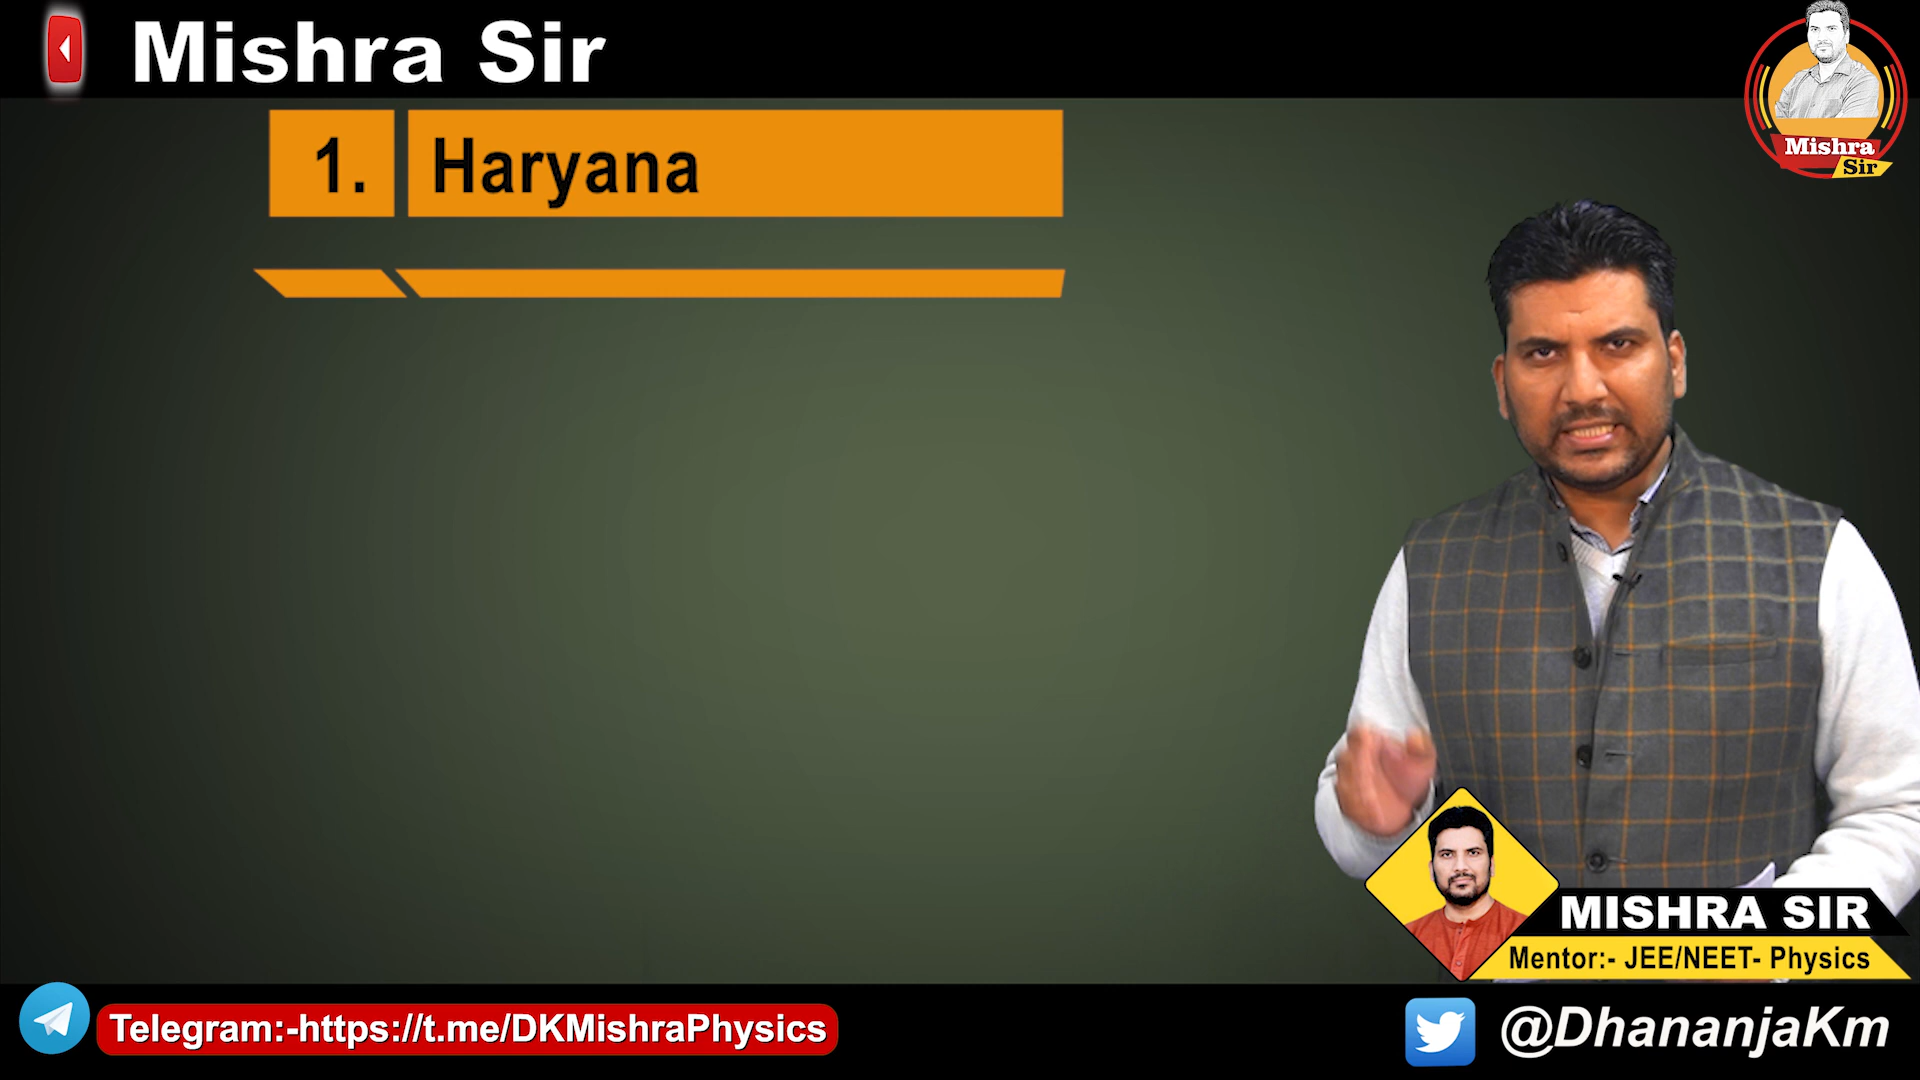 Mishra Sir
Mishra
Sir
1. Haryana
MISHRA SIR
Mentor:- JEE/NEET- Physics
Telegram:-https://t.me/DKMishraPhysics
@DhananjaKm